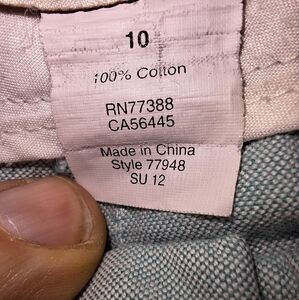 10
100% Cotton
RN77388
CA56445
Made in China
Style 77948
SU 12